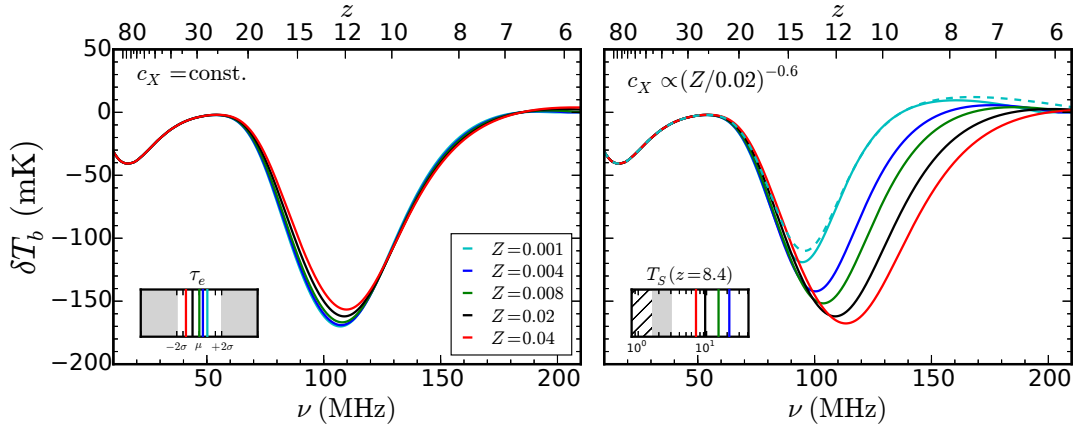 z
80 30 20 15 12 10 8 7 6
50
0
−50
−100
−150
−200
δT_b (mK)
c_X = const.
τ_e
−2σ μ +2σ
Z=0.001
Z=0.004
Z=0.008
Z=0.02
Z=0.04
50 100 150 200
ν (MHz)
z
80 30 20 15 12 10 8 7 6
c_X ∝ (Z/0.02)^−0.6
T_S(z=8.4)
10^0 10^1
50 100 150 200
ν (MHz)